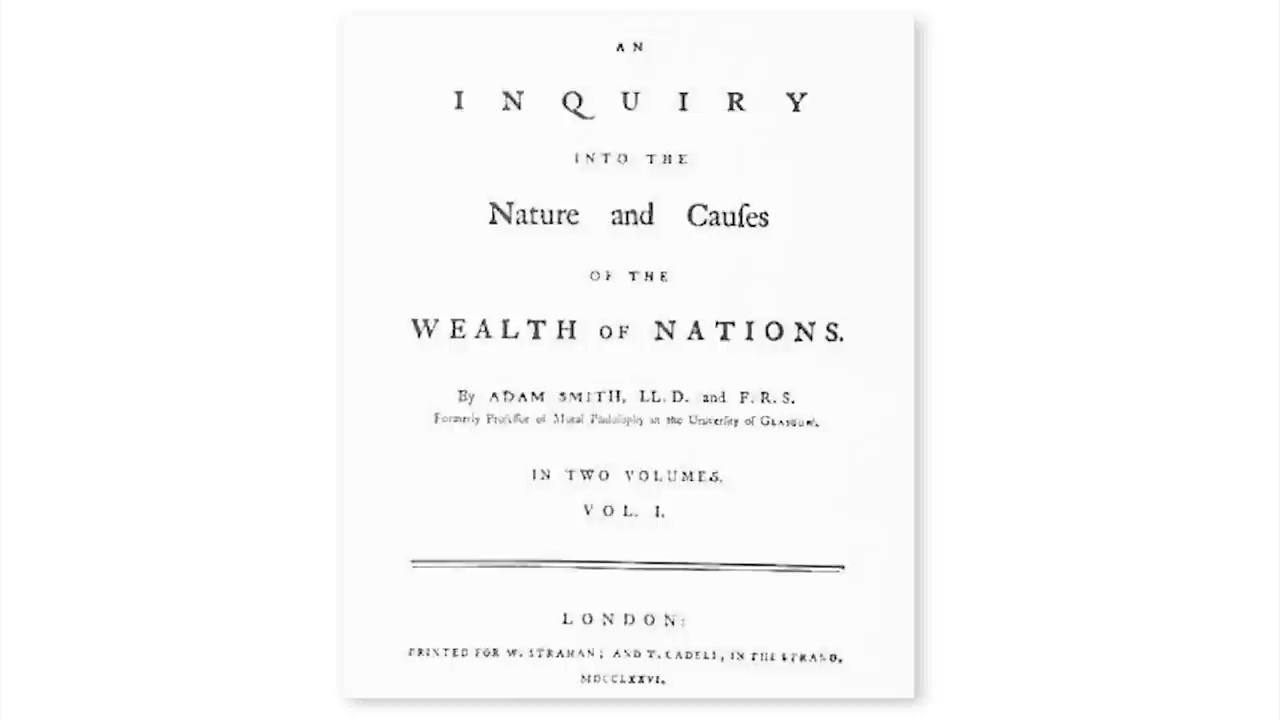 AN
INQUIRY
INTO THE
Nature and Cauſes
OF THE
WEALTH OF NATIONS.
By ADAM SMITH, LL.D. and F.R.S.
Formerly Profeſſor of Moral Philoſophy in the Univerſity of GLASGOW.
IN TWO VOLUMES.
VOL. I.
LONDON:
PRINTED FOR W. STRAHAN; AND T. CADELL, IN THE STRAND.
MDCCLXXVI.